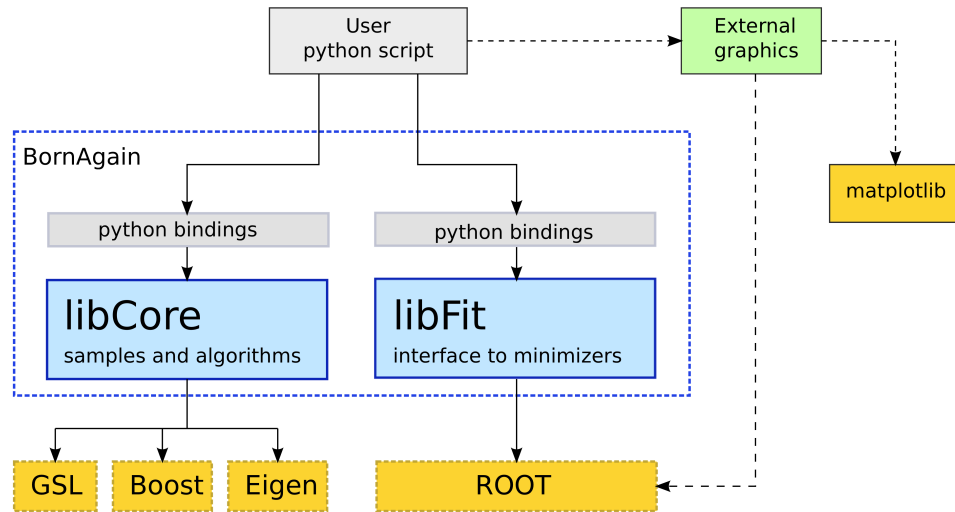 User
python script
External
graphics
BornAgain
matplotlib
python bindings
python bindings
libCore
samples and algorithms
libFit
interface to minimizers
GSL
Boost
Eigen
ROOT